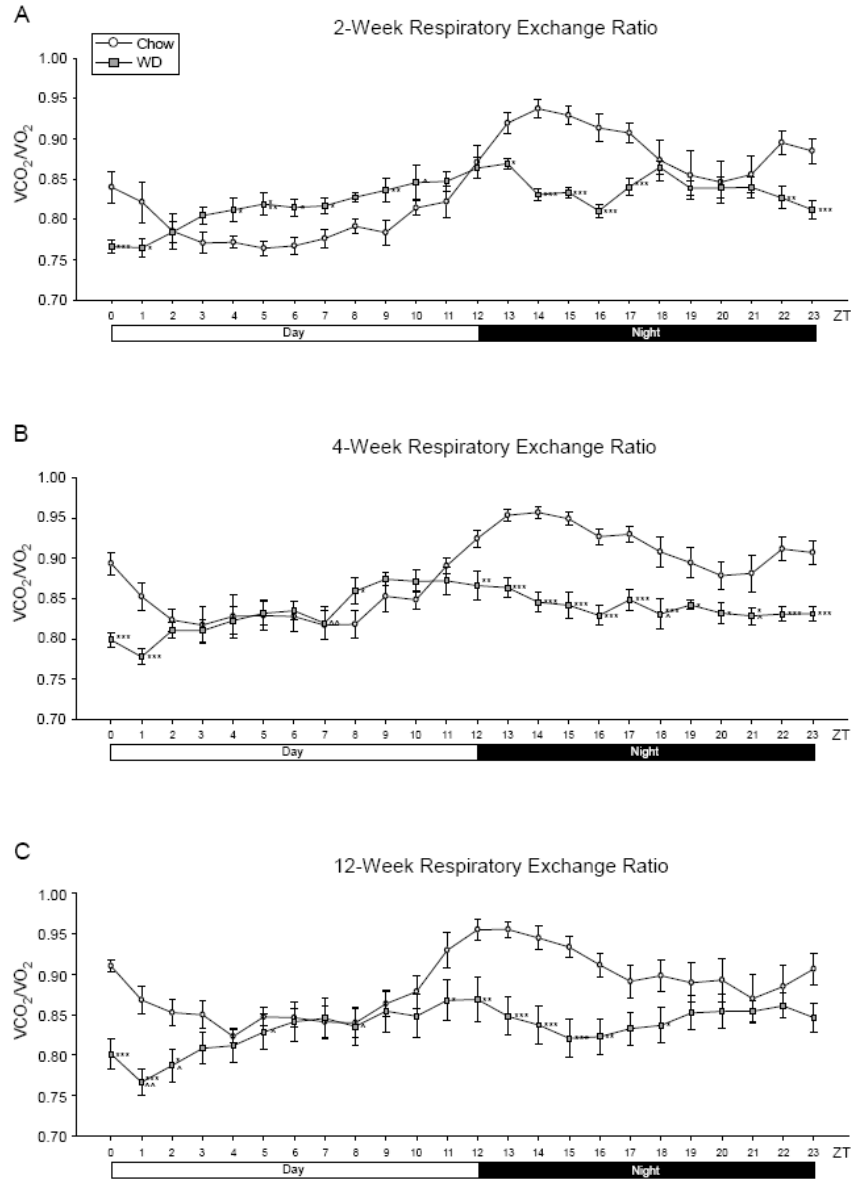 A
2-Week Respiratory Exchange Ratio
Chow
WD
VCO₂/VO₂
1.00
0.95
0.90
0.85
0.80
0.75
0.70
0 1 2 3 4 5 6 7 8 9 10 11 12 13 14 15 16 17 18 19 20 21 22 23 ZT
Day Night
B
4-Week Respiratory Exchange Ratio
VCO₂/VO₂
1.00
0.95
0.90
0.85
0.80
0.75
0.70
0 1 2 3 4 5 6 7 8 9 10 11 12 13 14 15 16 17 18 19 20 21 22 23 ZT
Day Night
C
12-Week Respiratory Exchange Ratio
VCO₂/VO₂
1.00
0.95
0.90
0.85
0.80
0.75
0.70
0 1 2 3 4 5 6 7 8 9 10 11 12 13 14 15 16 17 18 19 20 21 22 23 ZT
Day Night